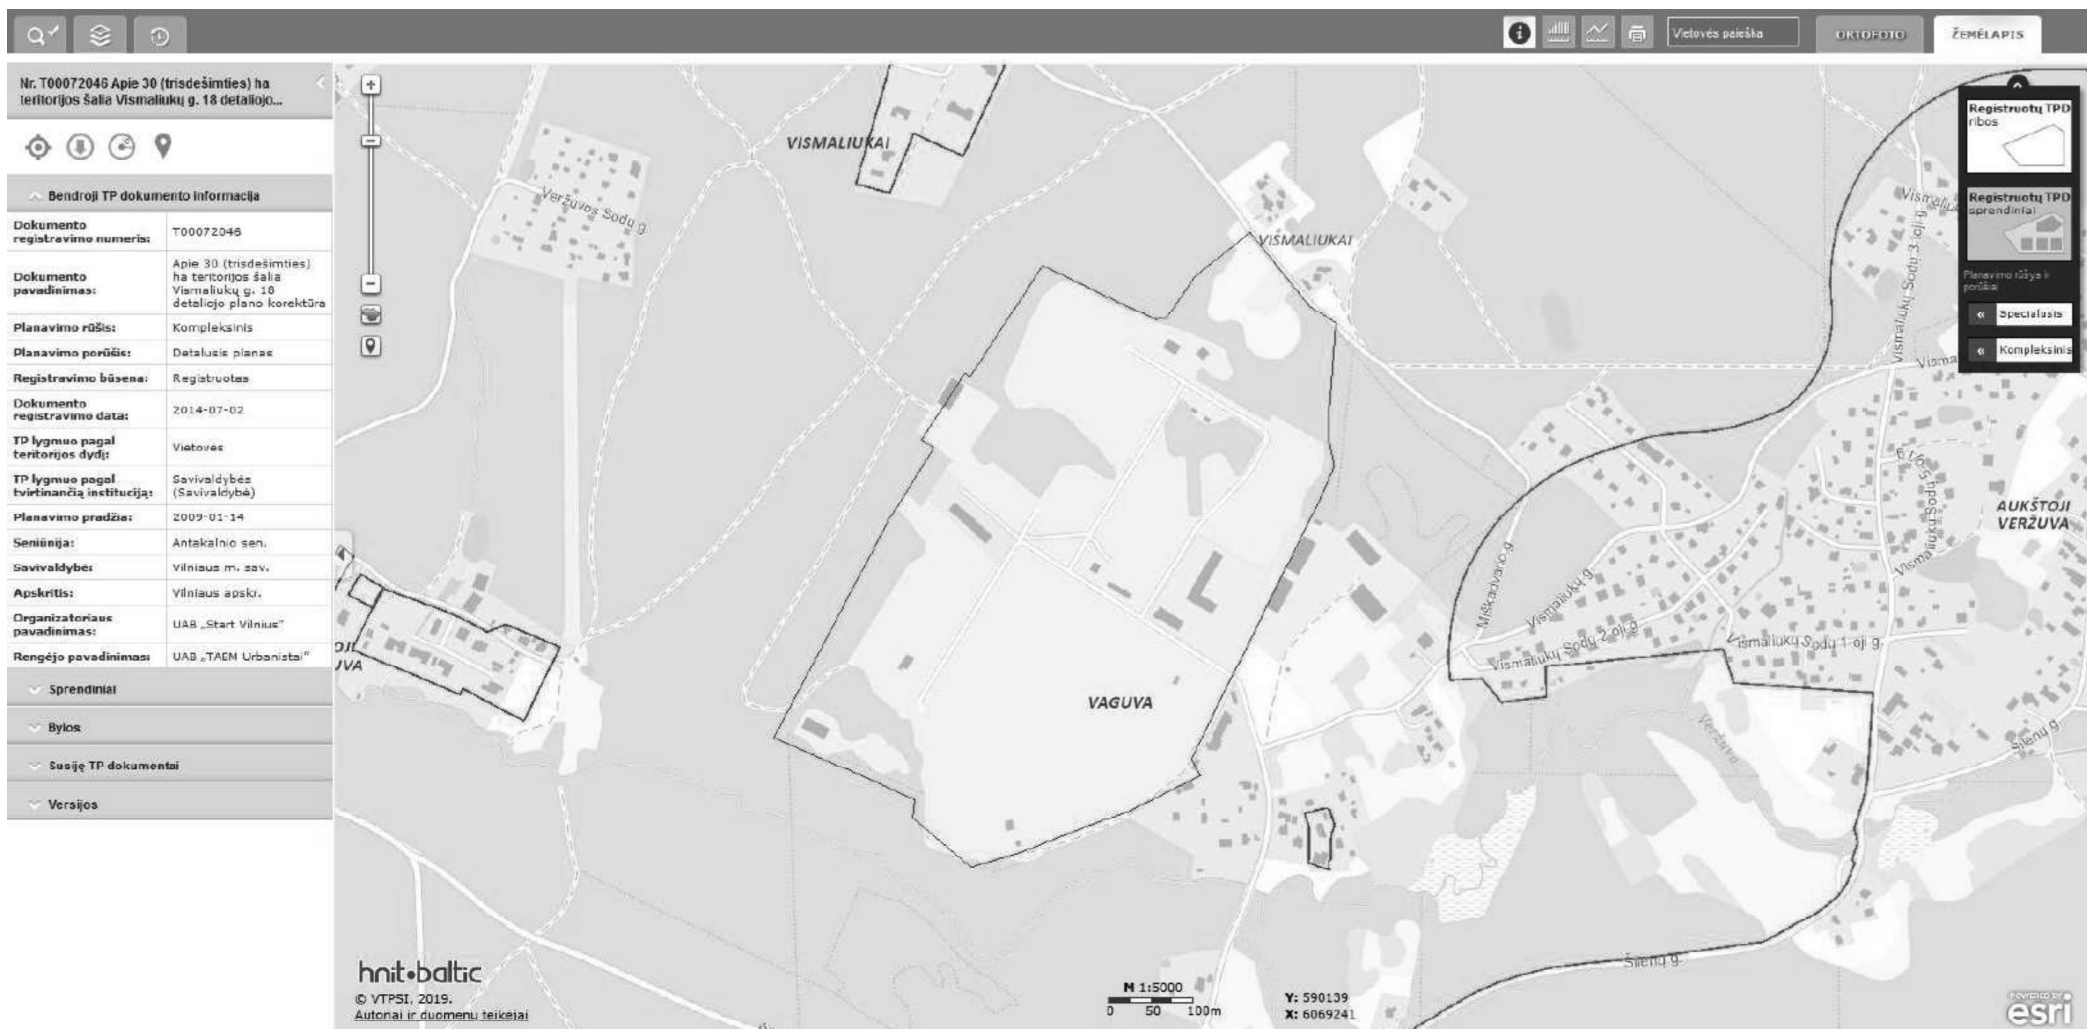 Vietovės paieška
ORTOFOTO
ŽEMĖLAPIS
Nr. T00072046 Apie 30 (trisdešimties) ha
teritorijos šalia Vismaliukų g. 18 detaliojo...
Bendroji TP dokumento informacija
Dokumento
registravimo numeris:
T00072046
Dokumento
pavadinimas:
Apie 30 (trisdešimties)
ha teritorijos šalia
Vismaliukų g. 18
detaliojo plano korektūra
Planavimo rūšis:
Kompleksinis
Planavimo porūšis:
Detalusis planas
Registravimo būsena:
Registruotas
Dokumento
registravimo data:
2014-07-02
TP lygmuo pagal
teritorijos dydį:
Vietovės
TP lygmuo pagal
tvirtinančią instituciją:
Savivaldybės
(Savivaldybė)
Planavimo pradžia:
2009-01-14
Seniūnija:
Antakalnio sen.
Savivaldybė:
Vilniaus m. sav.
Apskritis:
Vilniaus apskr.
Organizatoriaus
pavadinimas:
UAB „Start Vilnius"
Rengėjo pavadinimas:
UAB „TAEM Urbanistai"
Sprendiniai
Bylos
Susiję TP dokumentai
Versijos
VISMALIUKAI
Veržuvos Sodų g.
VISMALIUKAI
VAGUVA
Miškadvario g.
Vismaliukų g.
Vismaliukų Sodų 2-oji g.
Vismaliukų Sodų 1-oji g.
Vismaliukų Sodų 3-oji g.
AUKŠTOJI
VERŽUVA
Veržuva
Šilėnų g.
Šilėnų g.
Registruotų TPD
ribos
Registruotų TPD
sprendiniai
Planavimo rūšys ir
porūšiai
« Specialusis
« Kompleksinis
hnit•baltic
© VTPSI, 2019.
Autoriai ir duomenų teikėjai
M 1:5000
0 50 100m
Y: 590139
X: 6069241
POWERED BY
esri